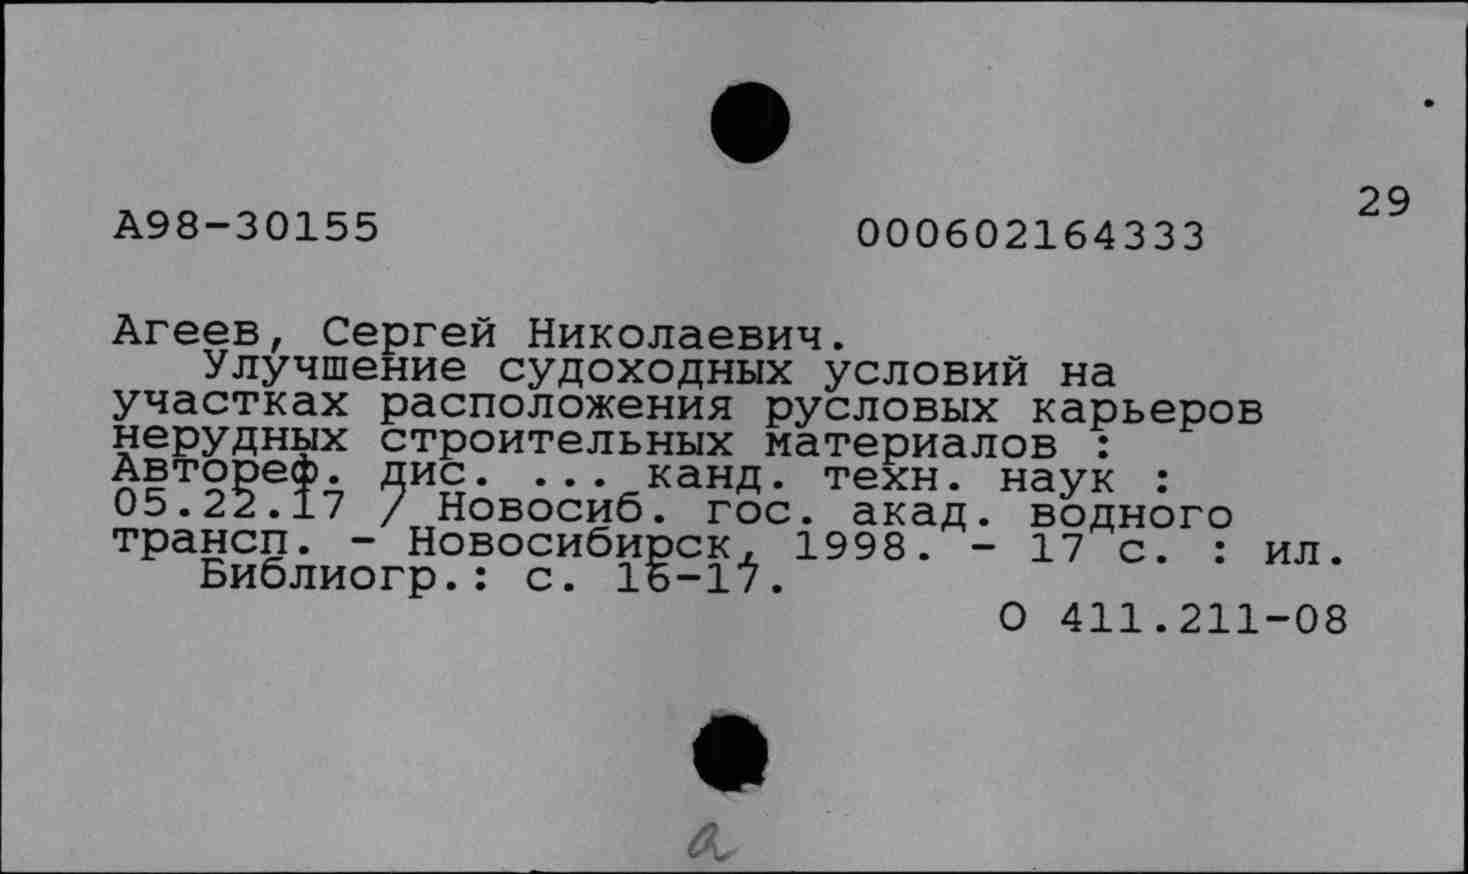 29
А98-30155 000602164333
Агеев, Сергей Николаевич.
Улучшение судоходных условий на
участках расположения русловых карьеров
нерудных строительных материалов :
Автореф. дис. ... канд. техн. наук :
05.22.17 / Новосиб. гос. акад. водного
трансп. - Новосибирск, 1998. - 17 с. : ил.
Библиогр.: с. 16-17.
О 411.211-08
а